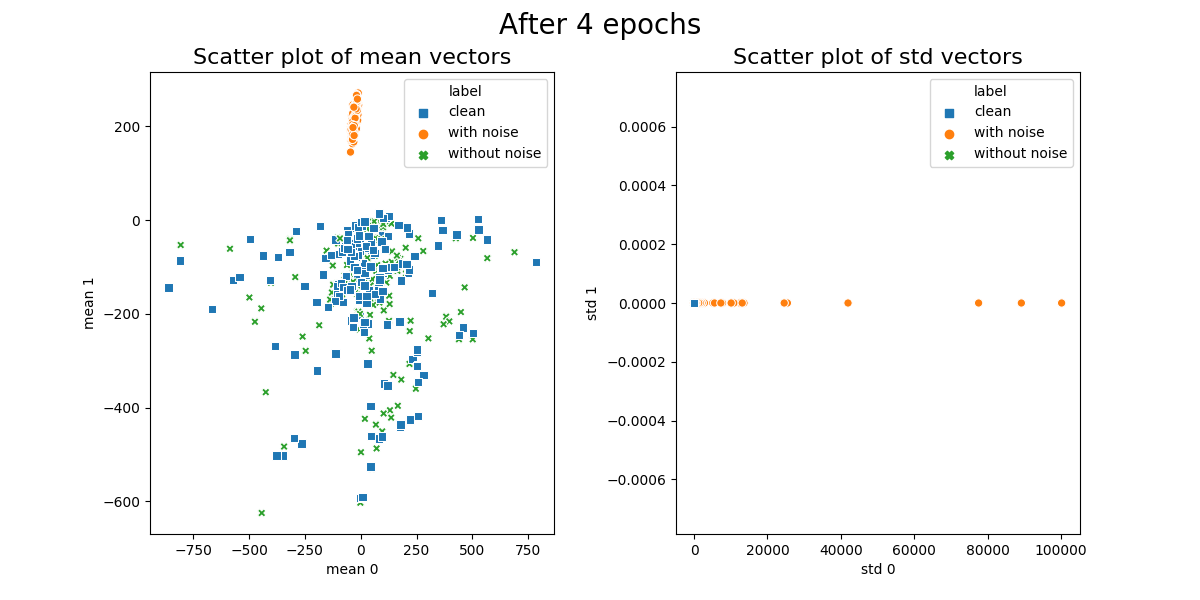 After 4 epochs
Scatter plot of mean vectors
label
clean
with noise
without noise
200
0
−200
−400
−600
mean 1
−750
−500
−250
0
250
500
750
mean 0
Scatter plot of std vectors
label
clean
with noise
without noise
0.0006
0.0004
0.0002
0.0000
−0.0002
−0.0004
−0.0006
std 1
0
20000
40000
60000
80000
100000
std 0